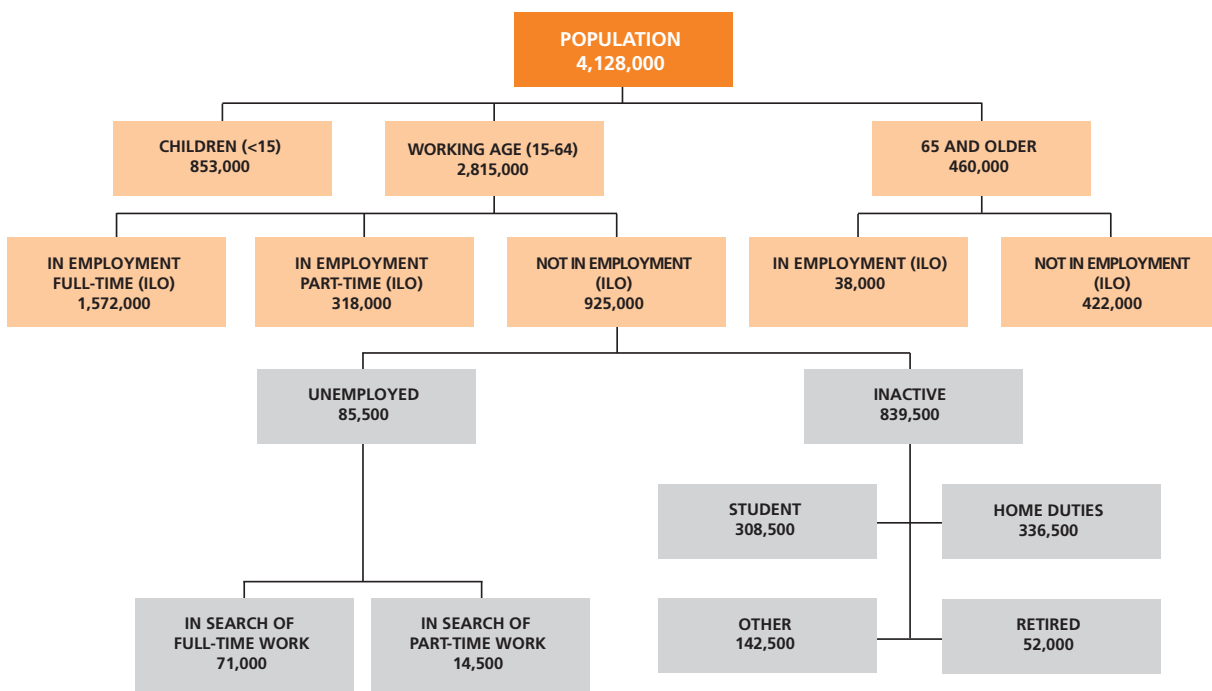 POPULATION
4,128,000
CHILDREN (<15)
853,000
WORKING AGE (15-64)
2,815,000
65 AND OLDER
460,000
IN EMPLOYMENT
FULL-TIME (ILO)
1,572,000
IN EMPLOYMENT
PART-TIME (ILO)
318,000
NOT IN EMPLOYMENT
(ILO)
925,000
IN EMPLOYMENT (ILO)
38,000
NOT IN EMPLOYMENT
(ILO)
422,000
UNEMPLOYED
85,500
INACTIVE
839,500
STUDENT
308,500
HOME DUTIES
336,500
IN SEARCH OF
FULL-TIME WORK
71,000
IN SEARCH OF
PART-TIME WORK
14,500
OTHER
142,500
RETIRED
52,000